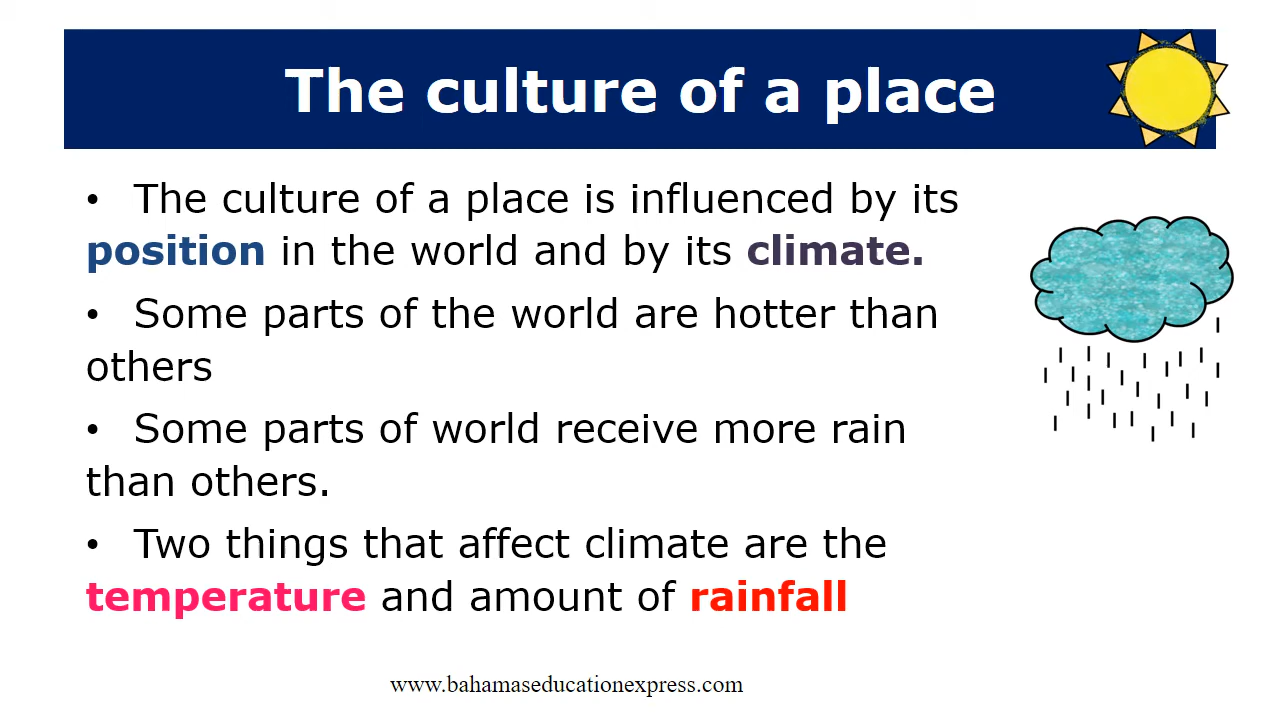 The culture of a place
• The culture of a place is influenced by its
position in the world and by its climate.
• Some parts of the world are hotter than
others
• Some parts of world receive more rain
than others.
• Two things that affect climate are the
temperature and amount of rainfall
www.bahamaseducationexpress.com